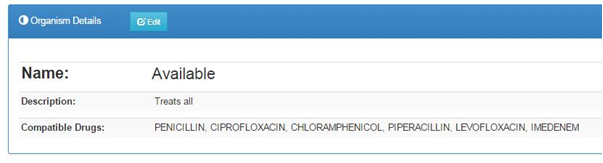 Organism Details Edit
Name: Available
Description: Treats all
Compatible Drugs: PENICILLIN, CIPROFLOXACIN, CHLORAMPHENICOL, PIPERACILLIN, LEVOFLOXACIN, IMEDENEM